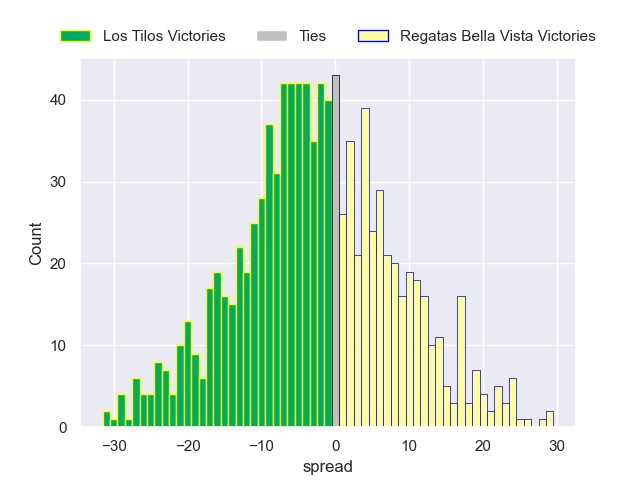 Los Tilos Victories   Ties   Regatas Bella Vista Victories
40
30
20
10
0
Count
−30   −20   −10   0   10   20   30
spread